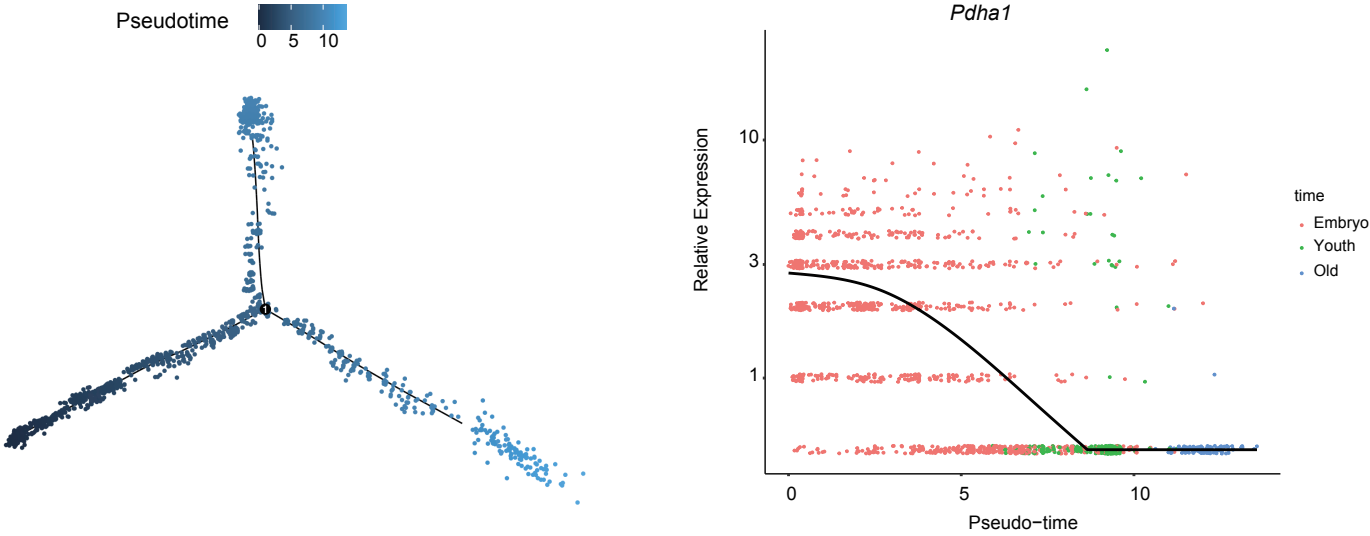 Pseudotime
0 5 10
1
Pdha1
Relative Expression
10
3
1
0 5 10
Pseudo−time
time
Embryo
Youth
Old